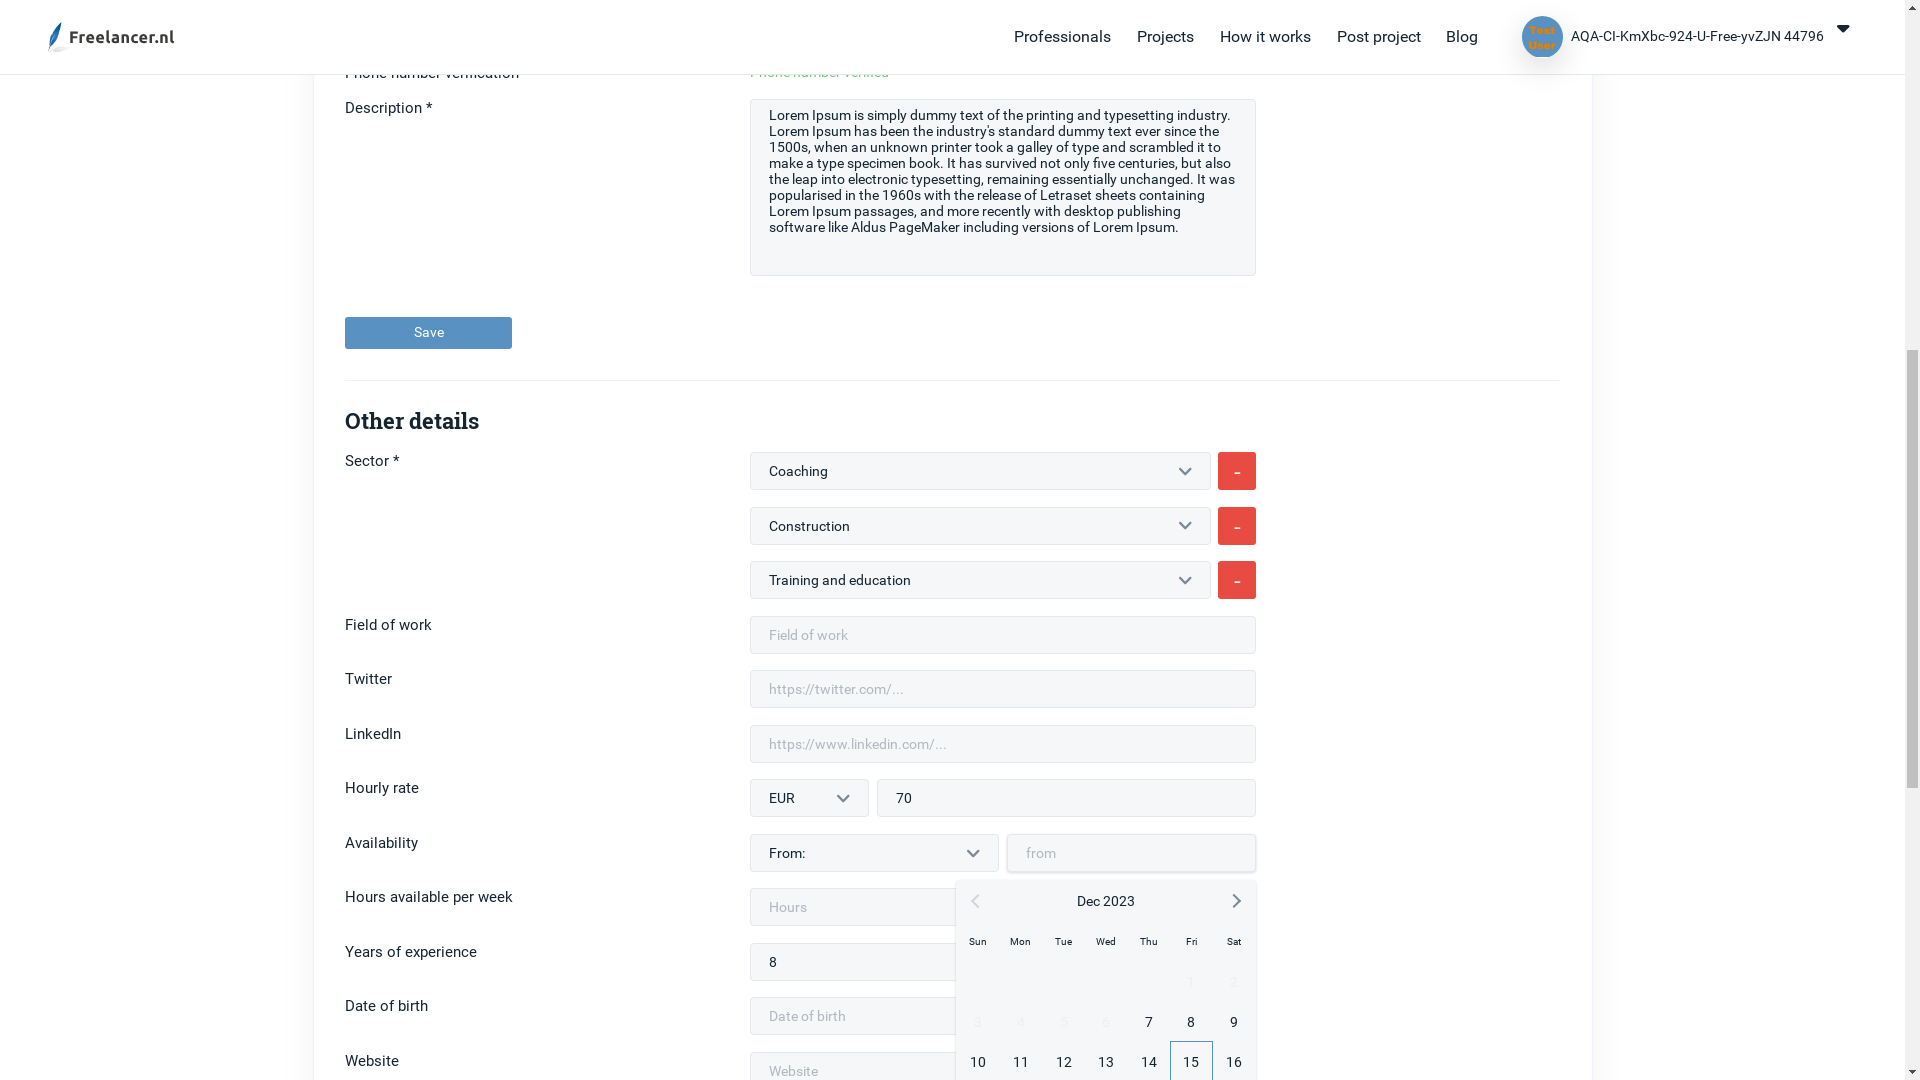 Freelancer.nl
Professionals Projects How it works Post project Blog
Test User
AQA-CI-KmXbc-924-U-Free-yvZJN 44796
Phone number verification Phone number verified
Description *
Lorem Ipsum is simply dummy text of the printing and typesetting industry.
Lorem Ipsum has been the industry's standard dummy text ever since the
1500s, when an unknown printer took a galley of type and scrambled it to
make a type specimen book. It has survived not only five centuries, but also
the leap into electronic typesetting, remaining essentially unchanged. It was
popularised in the 1960s with the release of Letraset sheets containing
Lorem Ipsum passages, and more recently with desktop publishing
software like Aldus PageMaker including versions of Lorem Ipsum.
Save
Other details
Sector *
Coaching -
Construction -
Training and education -
Field of work Field of work
Twitter https://twitter.com/...
LinkedIn https://www.linkedin.com/...
Hourly rate EUR 70
Availability From: from
Hours available per week Hours
Dec 2023
Sun Mon Tue Wed Thu Fri Sat
1 2
3 4 5 6 7 8 9
10 11 12 13 14 15 16
Years of experience 8
Date of birth Date of birth
Website Website